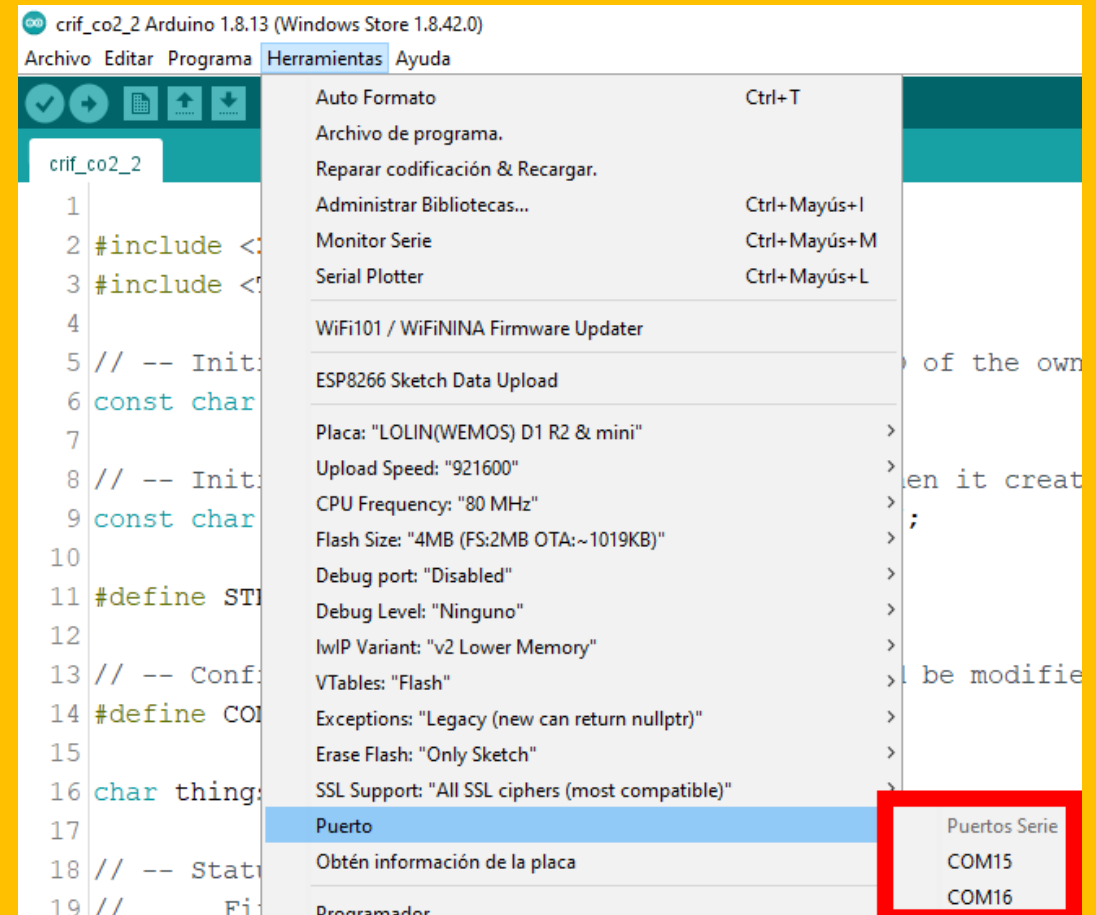 crif_co2_2 Arduino 1.8.13 (Windows Store 1.8.42.0)
Archivo Editar Programa Herramientas Ayuda
crif_co2_2
Auto Formato Ctrl+T
Archivo de programa.
Reparar codificación & Recargar.
Administrar Bibliotecas... Ctrl+Mayús+I
Monitor Serie Ctrl+Mayús+M
Serial Plotter Ctrl+Mayús+L
WiFi101 / WiFiNINA Firmware Updater
ESP8266 Sketch Data Upload
Placa: "LOLIN(WEMOS) D1 R2 & mini" >
Upload Speed: "921600" >
CPU Frequency: "80 MHz" >
Flash Size: "4MB (FS:2MB OTA:~1019KB)" >
Debug port: "Disabled" >
Debug Level: "Ninguno" >
lwIP Variant: "v2 Lower Memory" >
VTables: "Flash" >
Exceptions: "Legacy (new can return nullptr)" >
Erase Flash: "Only Sketch" >
SSL Support: "All SSL ciphers (most compatible)" >
Puerto
Obtén información de la placa
Programador
Puertos Serie
COM15
COM16
1
2 #include <
3 #include <
4
5 // -- Initi of the own
6 const char
7
8 // -- Initi en it creat
9 const char ;
10
11 #define
12
13 // -- Conf be modifie
14 #define
15
16 char thing
17
18 // -- Stat
19 //